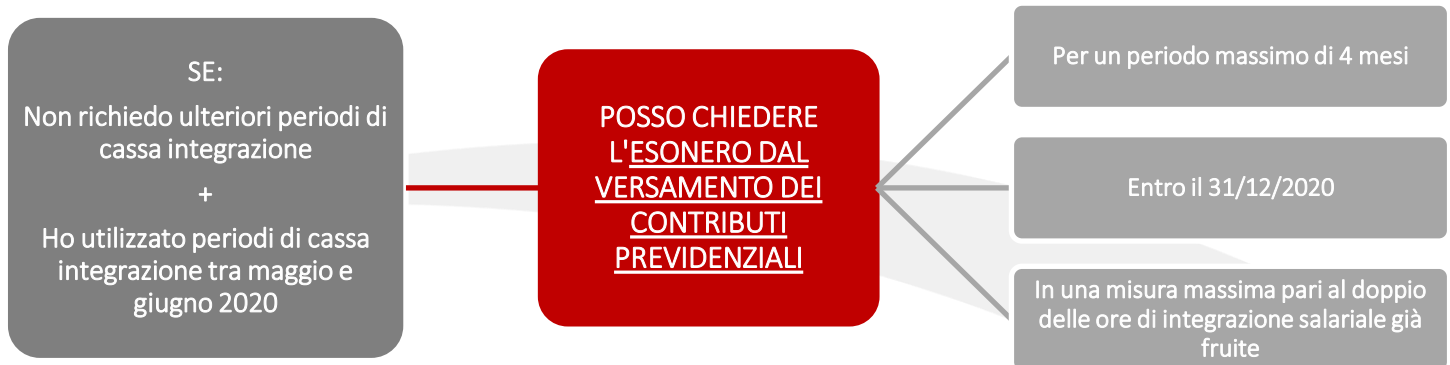 SE:
Non richiedo ulteriori periodi di
cassa integrazione
+
Ho utilizzato periodi di cassa
integrazione tra maggio e
giugno 2020
POSSO CHIEDERE
L'ESONERO DAL
VERSAMENTO DEI
CONTRIBUTI
PREVIDENZIALI
Per un periodo massimo di 4 mesi
Entro il 31/12/2020
In una misura massima pari al doppio
delle ore di integrazione salariale già
fruite